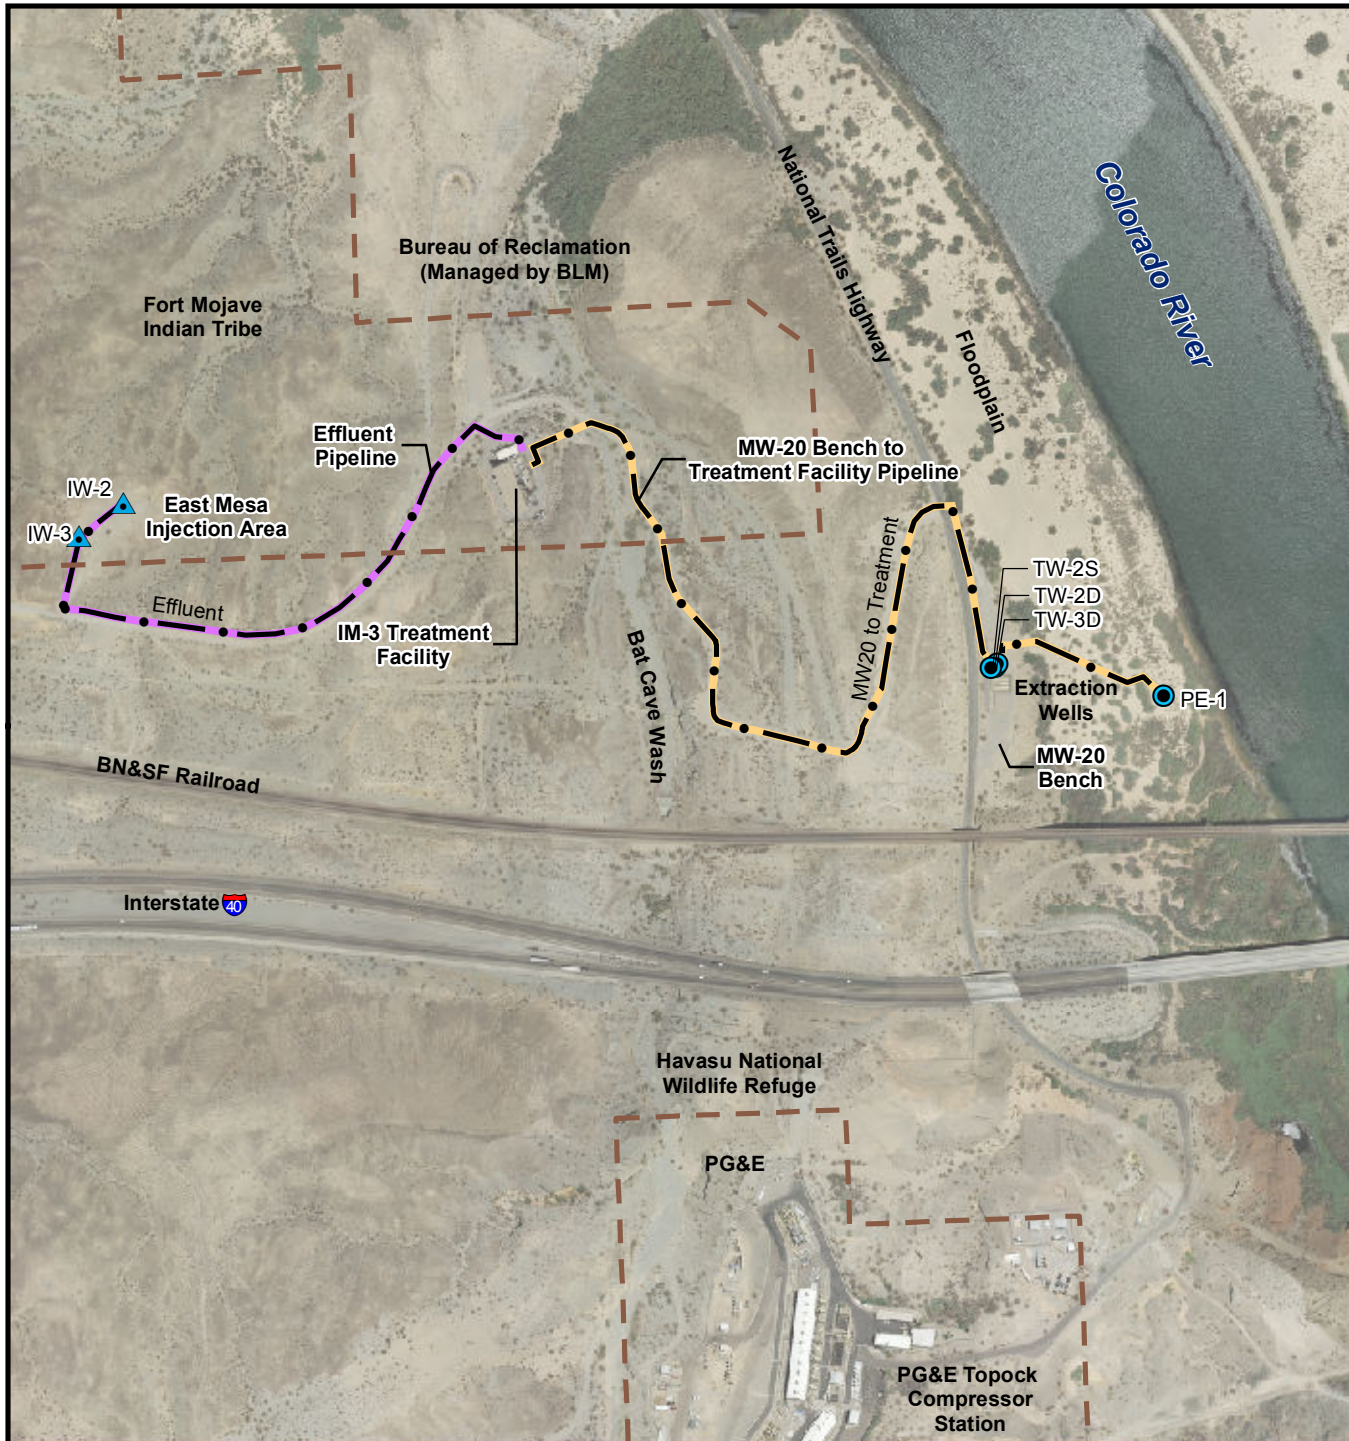 Colorado River
National Trails Highway
Bureau of Reclamation
(Managed by BLM)
Fort Mojave
Indian Tribe
Floodplain
Effluent
Pipeline
MW-20 Bench to
Treatment Facility Pipeline
IW-2
East Mesa
Injection Area
IW-3
MW20 to Treatment
TW-2S
TW-2D
TW-3D
Effluent
IM-3 Treatment
Facility
Bat Cave Wash
Extraction
Wells
PE-1
MW-20
Bench
BN&SF Railroad
Interstate 40
Havasu National
Wildlife Refuge
PG&E
PG&E Topock
Compressor
Station